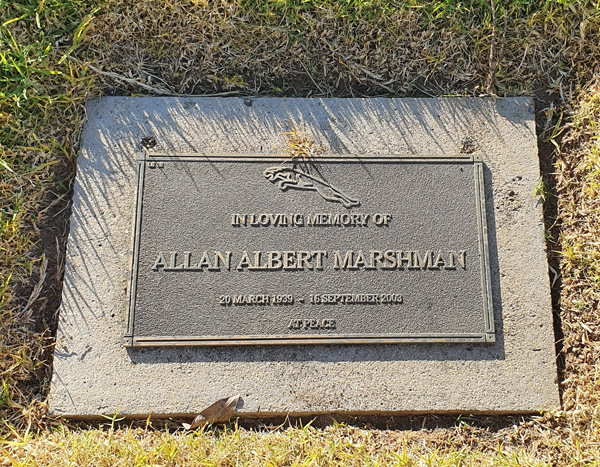 IN LOVING MEMORY OF
ALLAN ALBERT MARSHMAN
20 MARCH 1939 - 16 SEPTEMBER 2003
AT PEACE